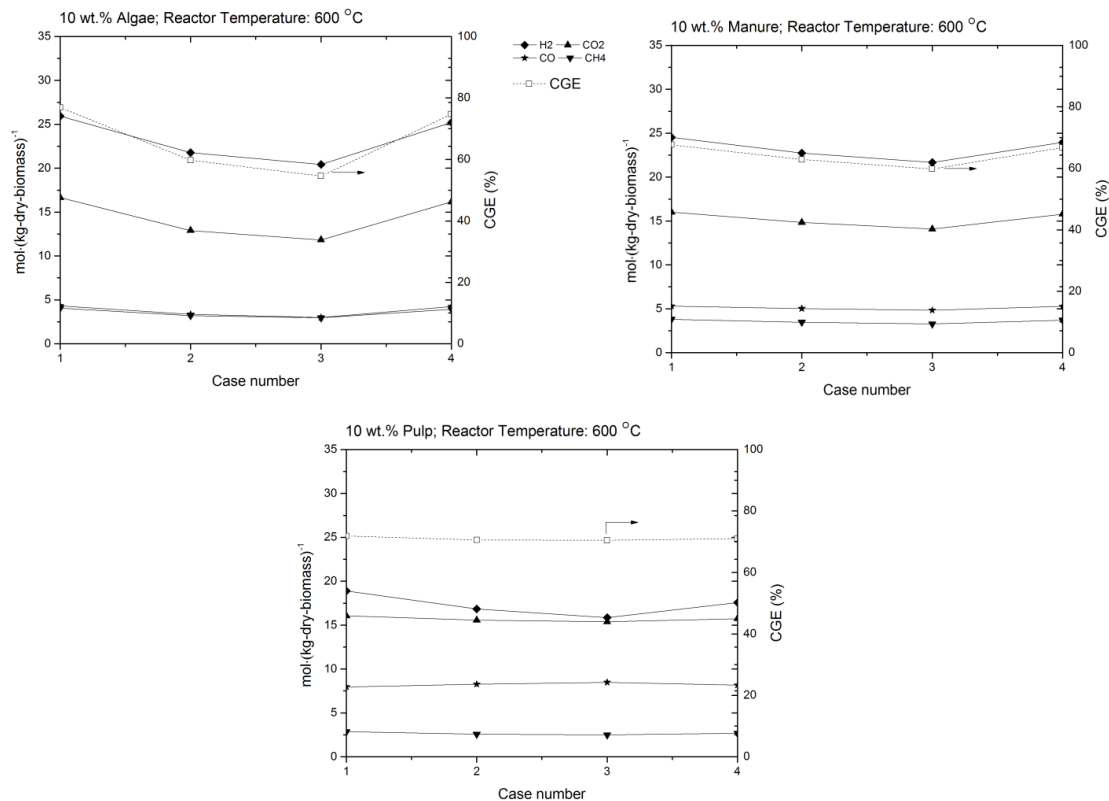 10 wt.% Algae; Reactor Temperature: 600 °C
35
30
25
20
15
10
5
0
mol·(kg-dry-biomass)⁻¹
100
80
60
40
20
0
CGE (%)
1 2 3 4
Case number
H2 CO2
CO CH4
CGE
10 wt.% Manure; Reactor Temperature: 600 °C
35
30
25
20
15
10
5
0
mol·(kg-dry-biomass)⁻¹
100
80
60
40
20
0
CGE (%)
1 2 3 4
Case number
10 wt.% Pulp; Reactor Temperature: 600 °C
35
30
25
20
15
10
5
0
mol·(kg-dry-biomass)⁻¹
100
80
60
40
20
0
CGE (%)
1 2 3 4
Case number